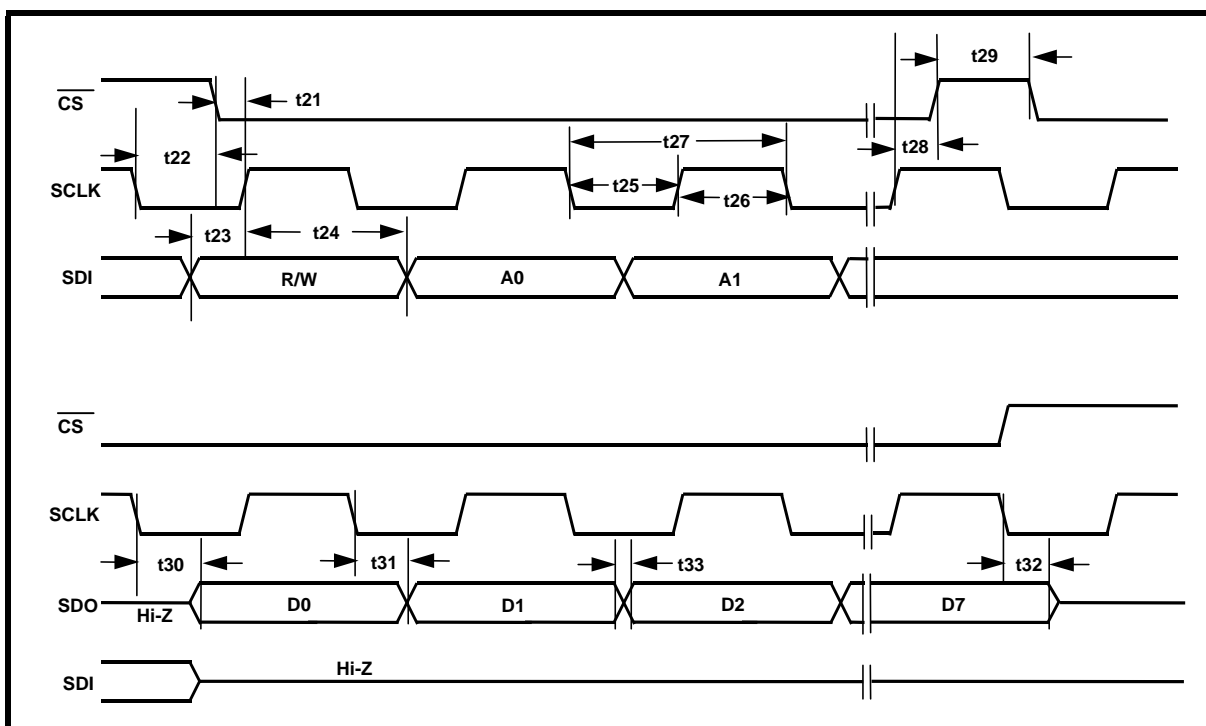 t29
CS
t21
t27
t22
t28
SCLK
t25
t26
t23
t24
SDI
R/W
A0
A1
CS
SCLK
t30
t31
t33
t32
SDO
Hi-Z
D0
D1
D2
D7
SDI
Hi-Z